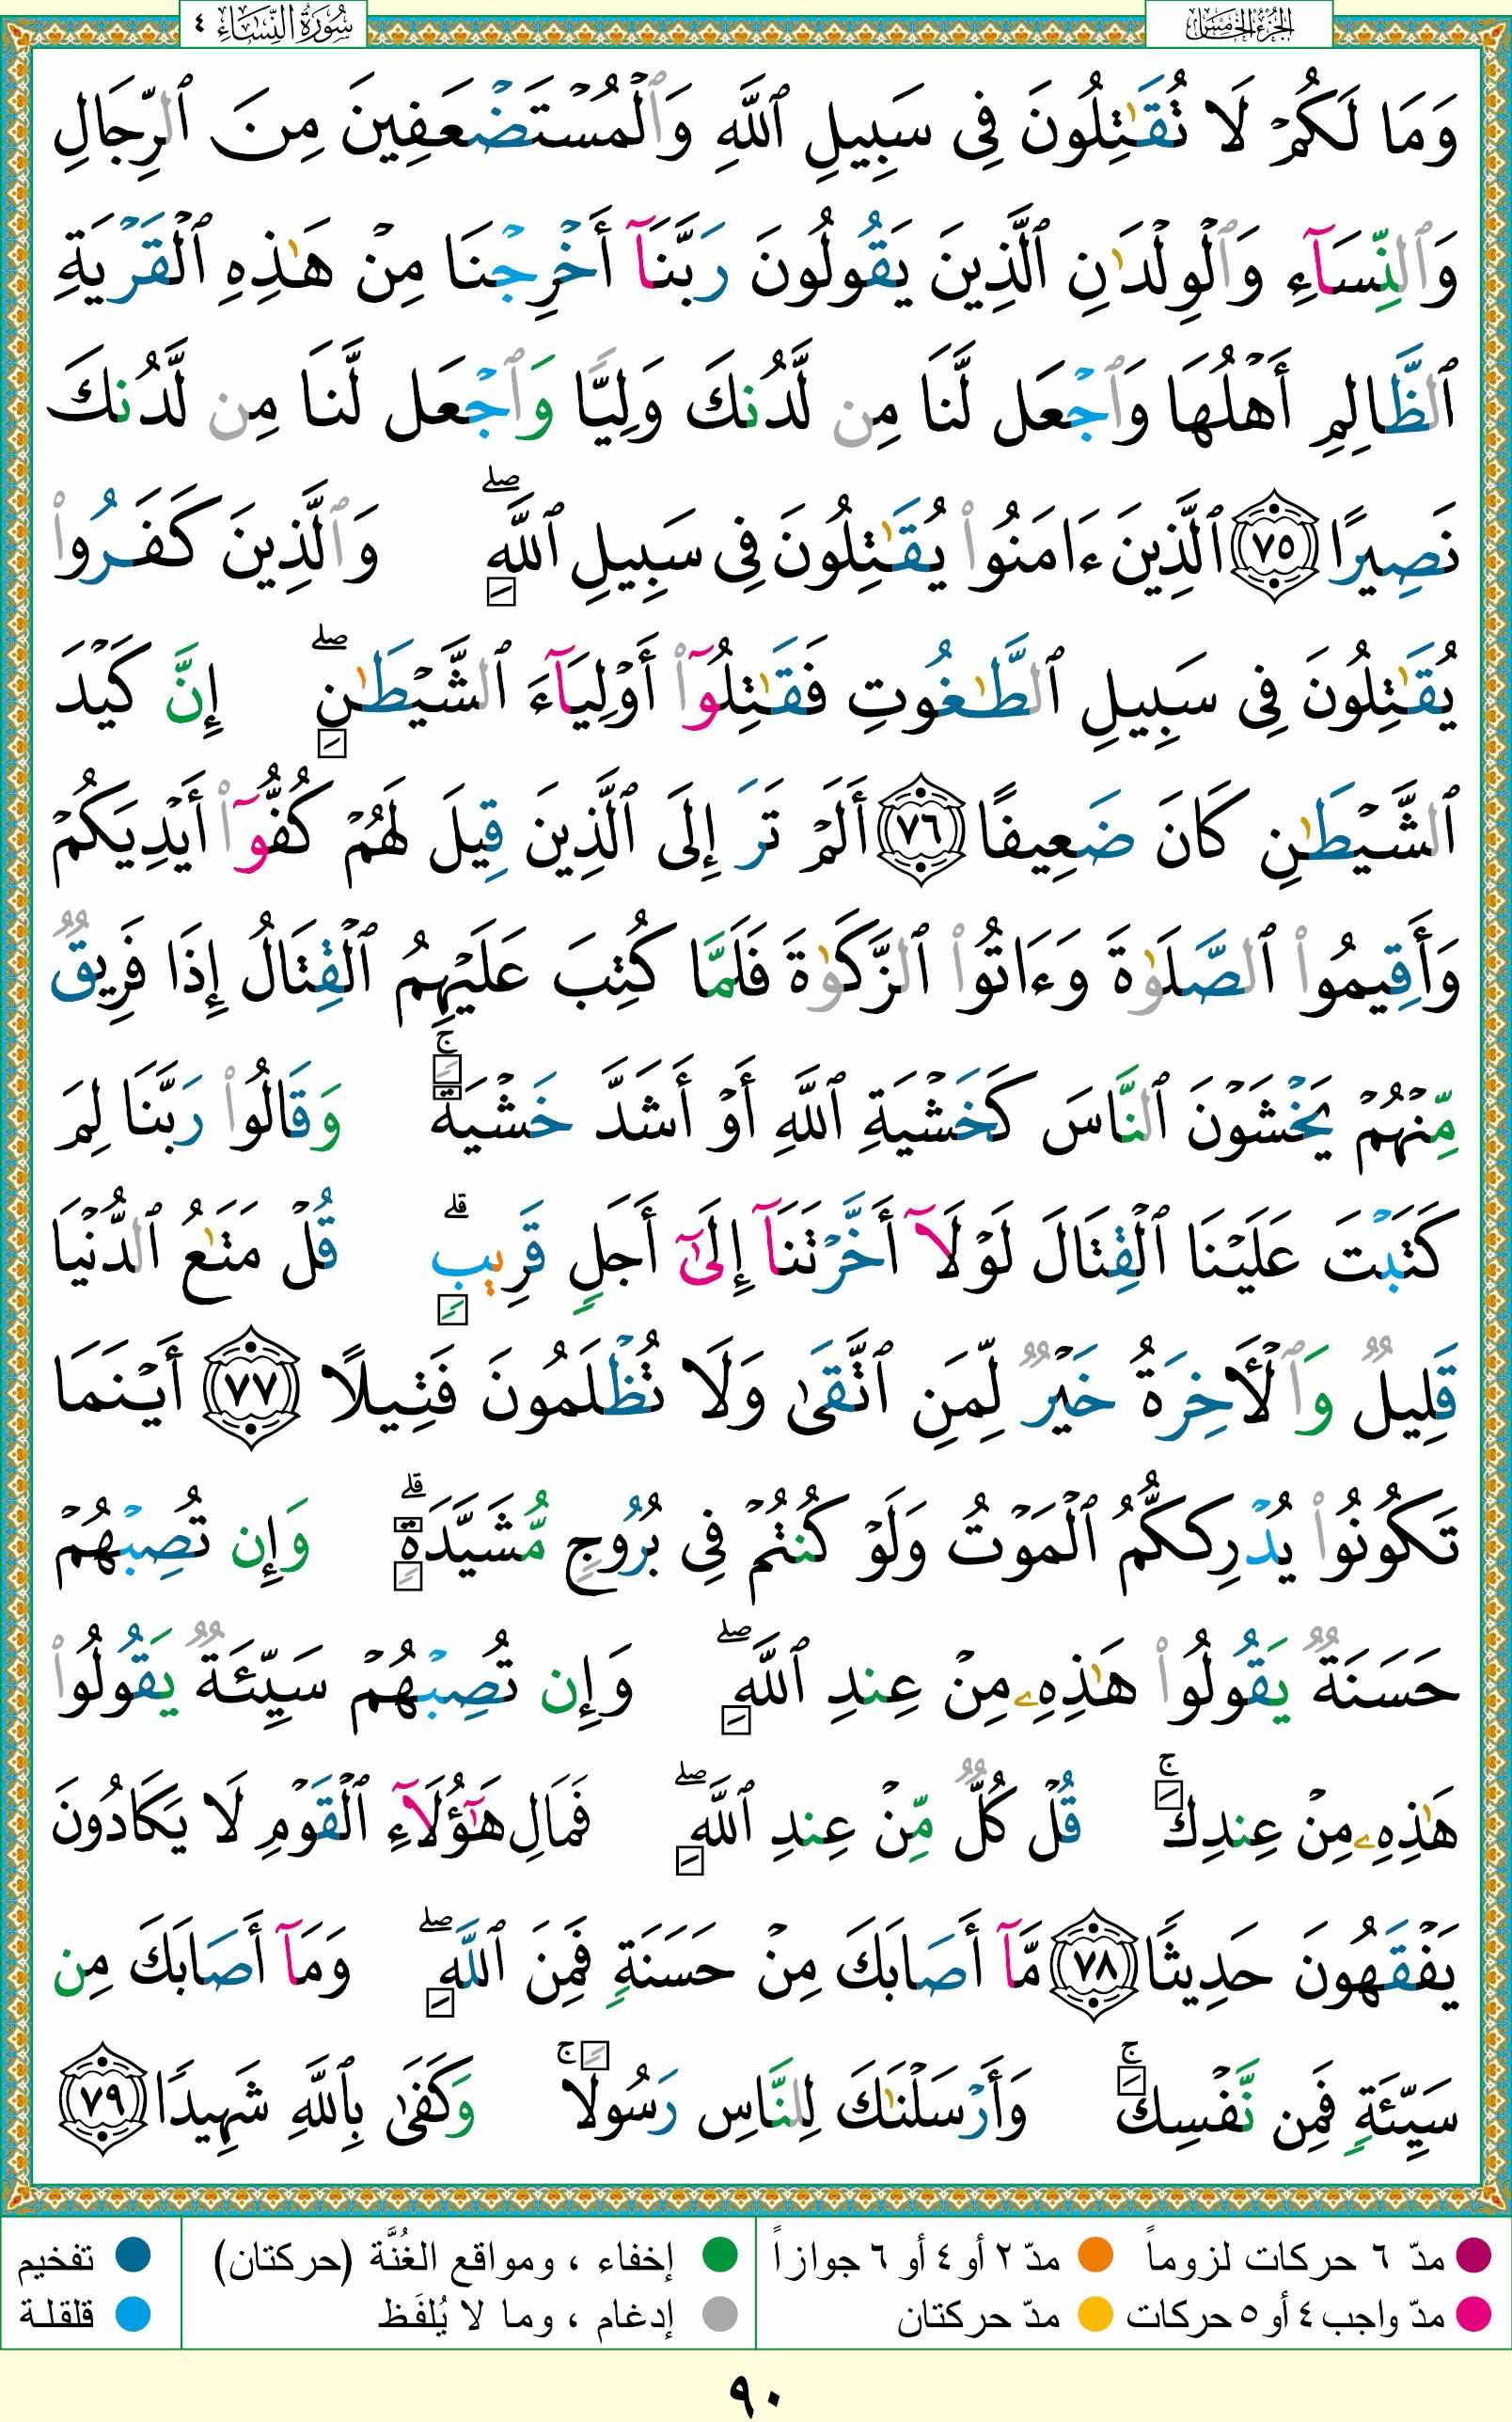 الجزء الخامس
سورة النساء ٤
وَمَا لَكُمْ لَا تُقَـٰتِلُونَ فِى سَبِيلِ ٱللَّهِ وَٱلْمُسْتَضْعَفِينَ مِنَ ٱلرِّجَالِ
وَٱلنِّسَآءِ وَٱلْوِلْدَٰنِ ٱلَّذِينَ يَقُولُونَ رَبَّنَآ أَخْرِجْنَا مِنْ هَـٰذِهِ ٱلْقَرْيَةِ
ٱلظَّالِمِ أَهْلُهَا وَٱجْعَل لَّنَا مِن لَّدُنكَ وَلِيًّا وَٱجْعَل لَّنَا مِن لَّدُنكَ
نَصِيرًا ٧٥ ٱلَّذِينَ ءَامَنُوا۟ يُقَـٰتِلُونَ فِى سَبِيلِ ٱللَّهِ ۖ وَٱلَّذِينَ كَفَرُوا۟
يُقَـٰتِلُونَ فِى سَبِيلِ ٱلطَّـٰغُوتِ فَقَـٰتِلُوٓا۟ أَوْلِيَآءَ ٱلشَّيْطَـٰنِ ۖ إِنَّ كَيْدَ
ٱلشَّيْطَـٰنِ كَانَ ضَعِيفًا ٧٦ أَلَمْ تَرَ إِلَى ٱلَّذِينَ قِيلَ لَهُمْ كُفُّوٓا۟ أَيْدِيَكُمْ
وَأَقِيمُوا۟ ٱلصَّلَوٰةَ وَءَاتُوا۟ ٱلزَّكَوٰةَ فَلَمَّا كُتِبَ عَلَيْهِمُ ٱلْقِتَالُ إِذَا فَرِيقٌ
مِّنْهُمْ يَخْشَوْنَ ٱلنَّاسَ كَخَشْيَةِ ٱللَّهِ أَوْ أَشَدَّ خَشْيَةً ۚ وَقَالُوا۟ رَبَّنَا لِمَ
كَتَبْتَ عَلَيْنَا ٱلْقِتَالَ لَوْلَآ أَخَّرْتَنَآ إِلَىٰٓ أَجَلٍ قَرِيبٍ ۗ قُلْ مَتَـٰعُ ٱلدُّنْيَا
قَلِيلٌ وَٱلْـَٔاخِرَةُ خَيْرٌ لِّمَنِ ٱتَّقَىٰ وَلَا تُظْلَمُونَ فَتِيلًا ٧٧ أَيْنَمَا
تَكُونُوا۟ يُدْرِككُّمُ ٱلْمَوْتُ وَلَوْ كُنتُمْ فِى بُرُوجٍ مُّشَيَّدَةٍ ۗ وَإِن تُصِبْهُمْ
حَسَنَةٌ يَقُولُوا۟ هَـٰذِهِۦ مِنْ عِندِ ٱللَّهِ ۖ وَإِن تُصِبْهُمْ سَيِّئَةٌ يَقُولُوا۟
هَـٰذِهِۦ مِنْ عِندِكَ ۚ قُلْ كُلٌّ مِّنْ عِندِ ٱللَّهِ ۖ فَمَالِ هَـٰٓؤُلَآءِ ٱلْقَوْمِ لَا يَكَادُونَ
يَفْقَهُونَ حَدِيثًا ٧٨ مَّآ أَصَابَكَ مِنْ حَسَنَةٍ فَمِنَ ٱللَّهِ ۖ وَمَآ أَصَابَكَ مِن
سَيِّئَةٍ فَمِن نَّفْسِكَ ۚ وَأَرْسَلْنَـٰكَ لِلنَّاسِ رَسُولًا ۚ وَكَفَىٰ بِٱللَّهِ شَهِيدًا ٧٩
مدّ ٦ حركات لزوماً مدّ ٢ أو ٤ أو ٦ جوازاً إخفاء ، ومواقع الغُنَّة (حركتان) تفخيم
مدّ واجب ٤ أو ٥ حركات مدّ حركتان إدغام ، وما لا يُلفَظ قلقلة
٩٠